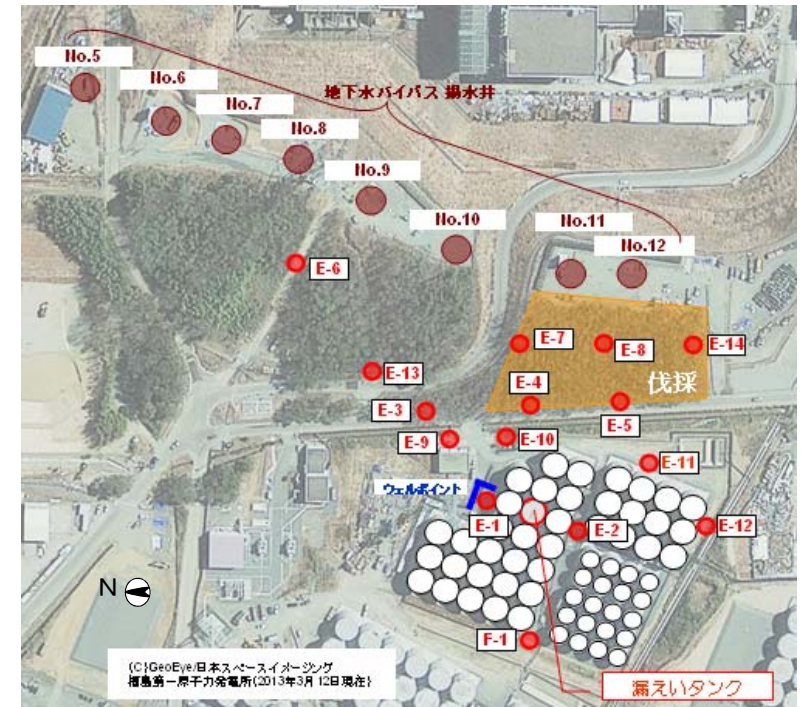 No.5
No.6
No.7
No.8
地下水バイパス 揚水井
No.9
No.10
No.11
No.12
E-6
E-7
E-8
E-14
E-13
伐採
E-4
E-3
E-5
E-9
E-10
E-11
ウェルポイント
E-1
E-2
E-12
N
F-1
(C)GeoEye/日本スペースイメージング
福島第一原子力発電所(2013年3月12日現在)
漏えいタンク